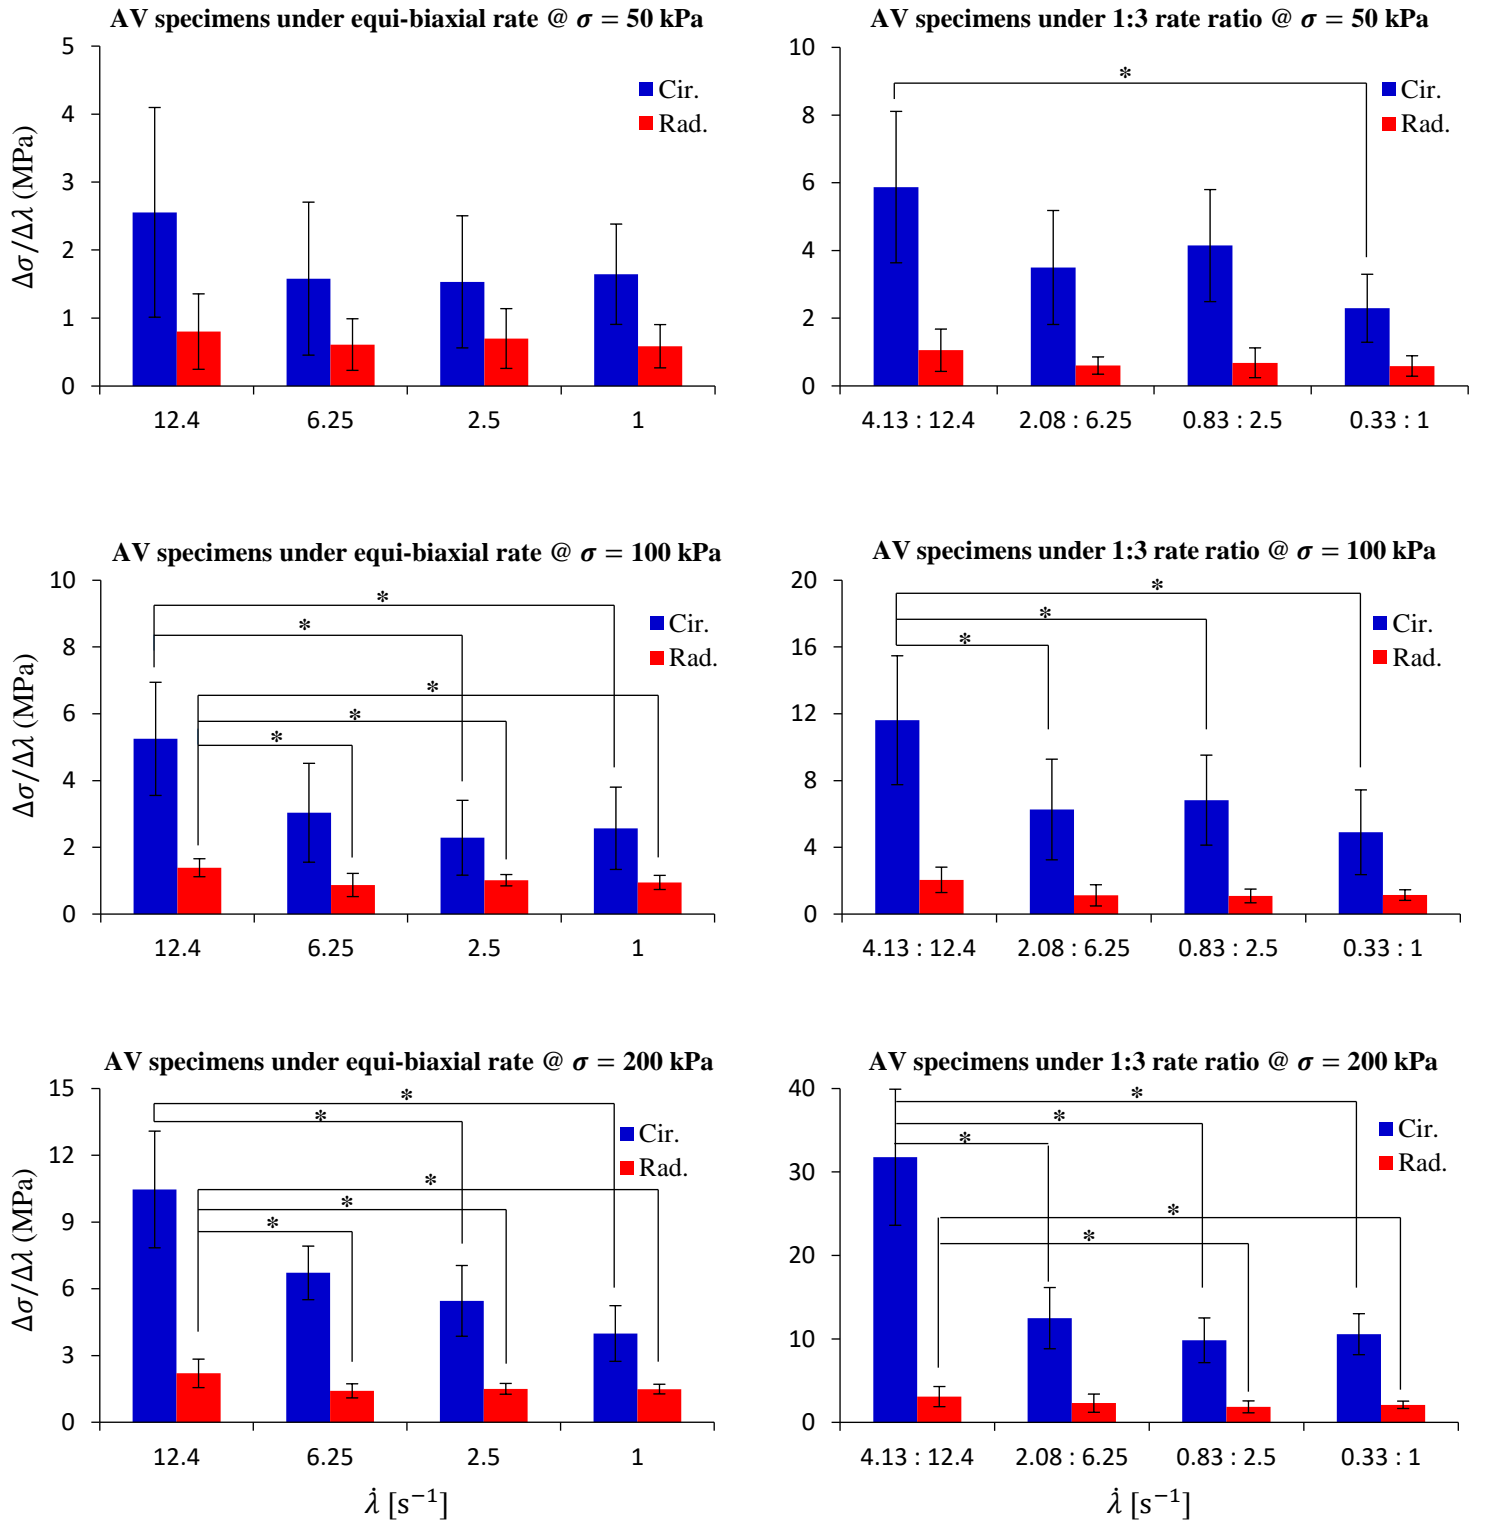 AV specimens under equi-biaxial rate @ σ = 50 kPa
Δσ/Δλ (MPa)
5
4
3
2
1
0
Cir.
Rad.
12.4 6.25 2.5 1
AV specimens under 1:3 rate ratio @ σ = 50 kPa
10
8
6
4
2
0
*
Cir.
Rad.
4.13 : 12.4 2.08 : 6.25 0.83 : 2.5 0.33 : 1
AV specimens under equi-biaxial rate @ σ = 100 kPa
Δσ/Δλ (MPa)
10
8
6
4
2
0
*
*
*
*
*
Cir.
Rad.
12.4 6.25 2.5 1
AV specimens under 1:3 rate ratio @ σ = 100 kPa
20
16
12
8
4
0
*
*
*
Cir.
Rad.
4.13 : 12.4 2.08 : 6.25 0.83 : 2.5 0.33 : 1
AV specimens under equi-biaxial rate @ σ = 200 kPa
Δσ/Δλ (MPa)
15
12
9
6
3
0
*
*
*
*
*
Cir.
Rad.
12.4 6.25 2.5 1
λ̇ [s⁻¹]
AV specimens under 1:3 rate ratio @ σ = 200 kPa
40
30
20
10
0
*
*
*
*
*
Cir.
Rad.
4.13 : 12.4 2.08 : 6.25 0.83 : 2.5 0.33 : 1
λ̇ [s⁻¹]